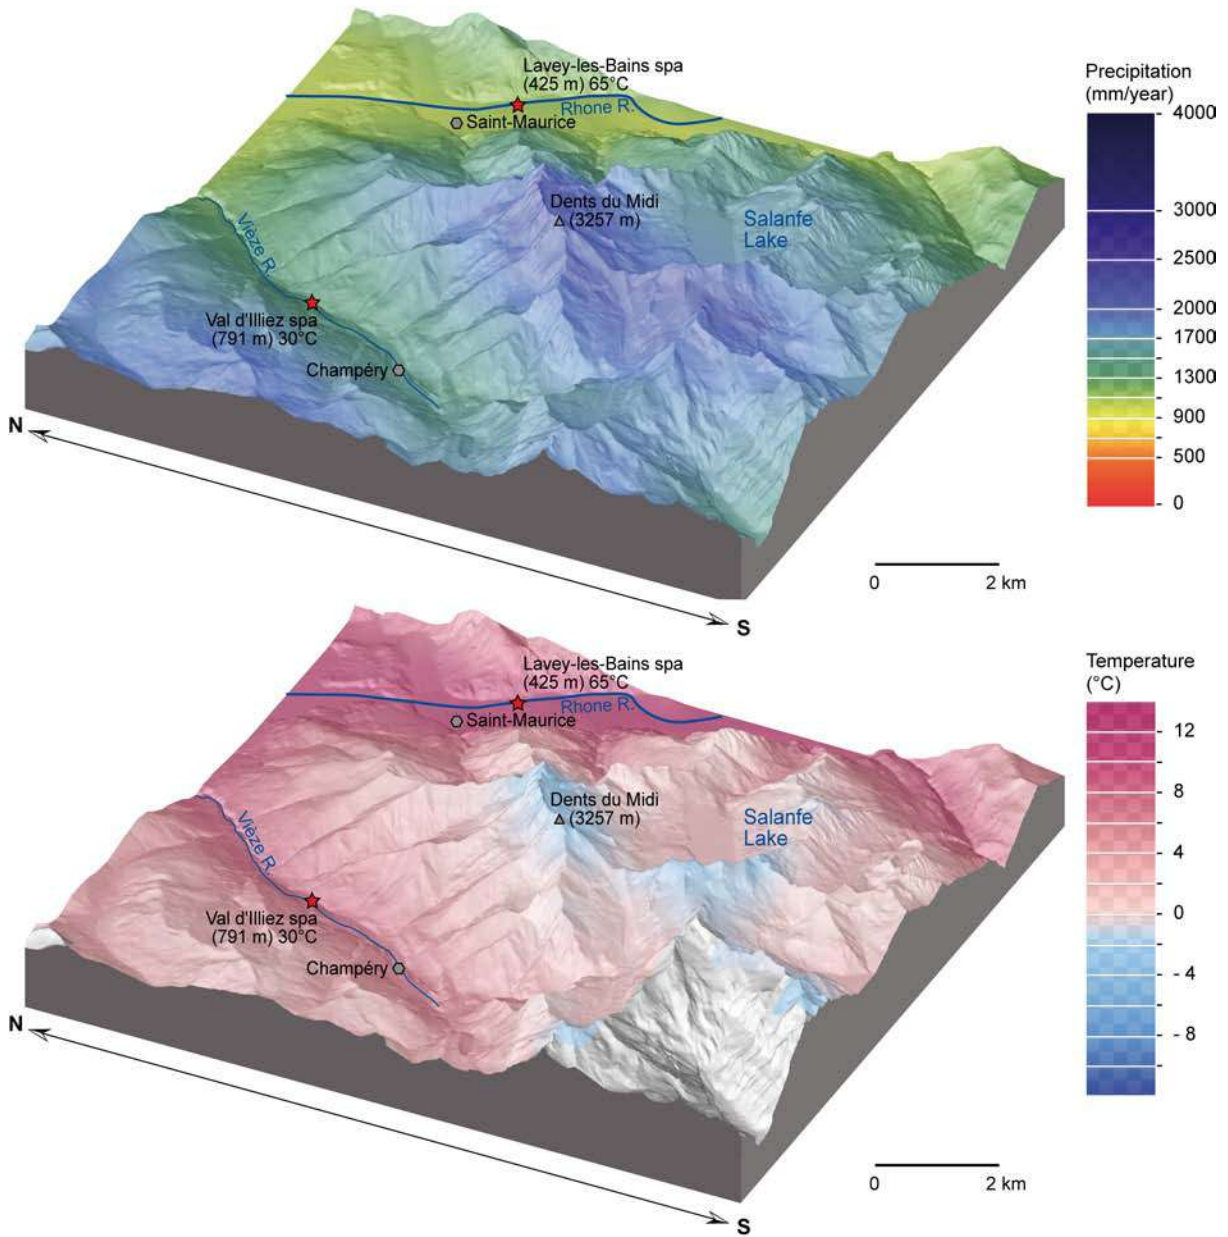 Lavey-les-Bains spa
(425 m) 65°C
Rhone R.
Saint-Maurice
Dents du Midi
(3257 m)
Salanfe
Lake
Vièze R.
Val d'Illiez spa
(791 m) 30°C
Champéry
N
S
Precipitation
(mm/year)
4000
3000
2500
2000
1700
1300
900
500
0
0 2 km
Lavey-les-Bains spa
(425 m) 65°C
Rhone R.
Saint-Maurice
Dents du Midi
(3257 m)
Salanfe
Lake
Vièze R.
Val d'Illiez spa
(791 m) 30°C
Champéry
N
S
Temperature
(°C)
12
8
4
0
- 4
- 8
0 2 km